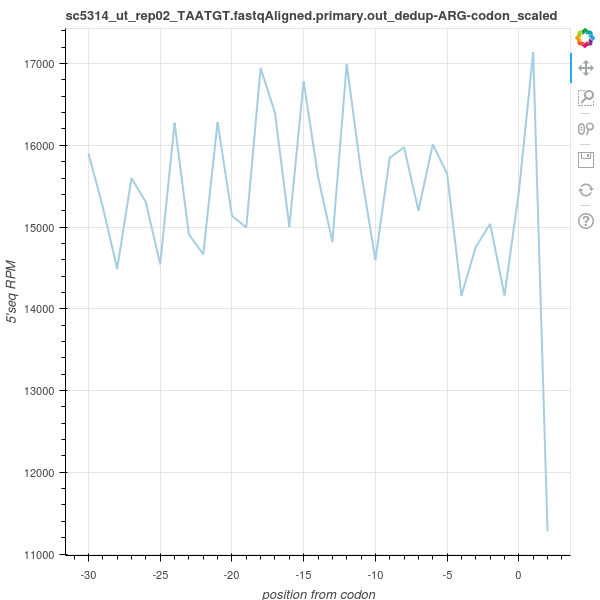 sc5314_ut_rep02_TAATGT.fastqAligned.primary.out_dedup-ARG-codon_scaled
17000
16000
15000
14000
13000
12000
11000
5'seq RPM
-30 -25 -20 -15 -10 -5 0
position from codon